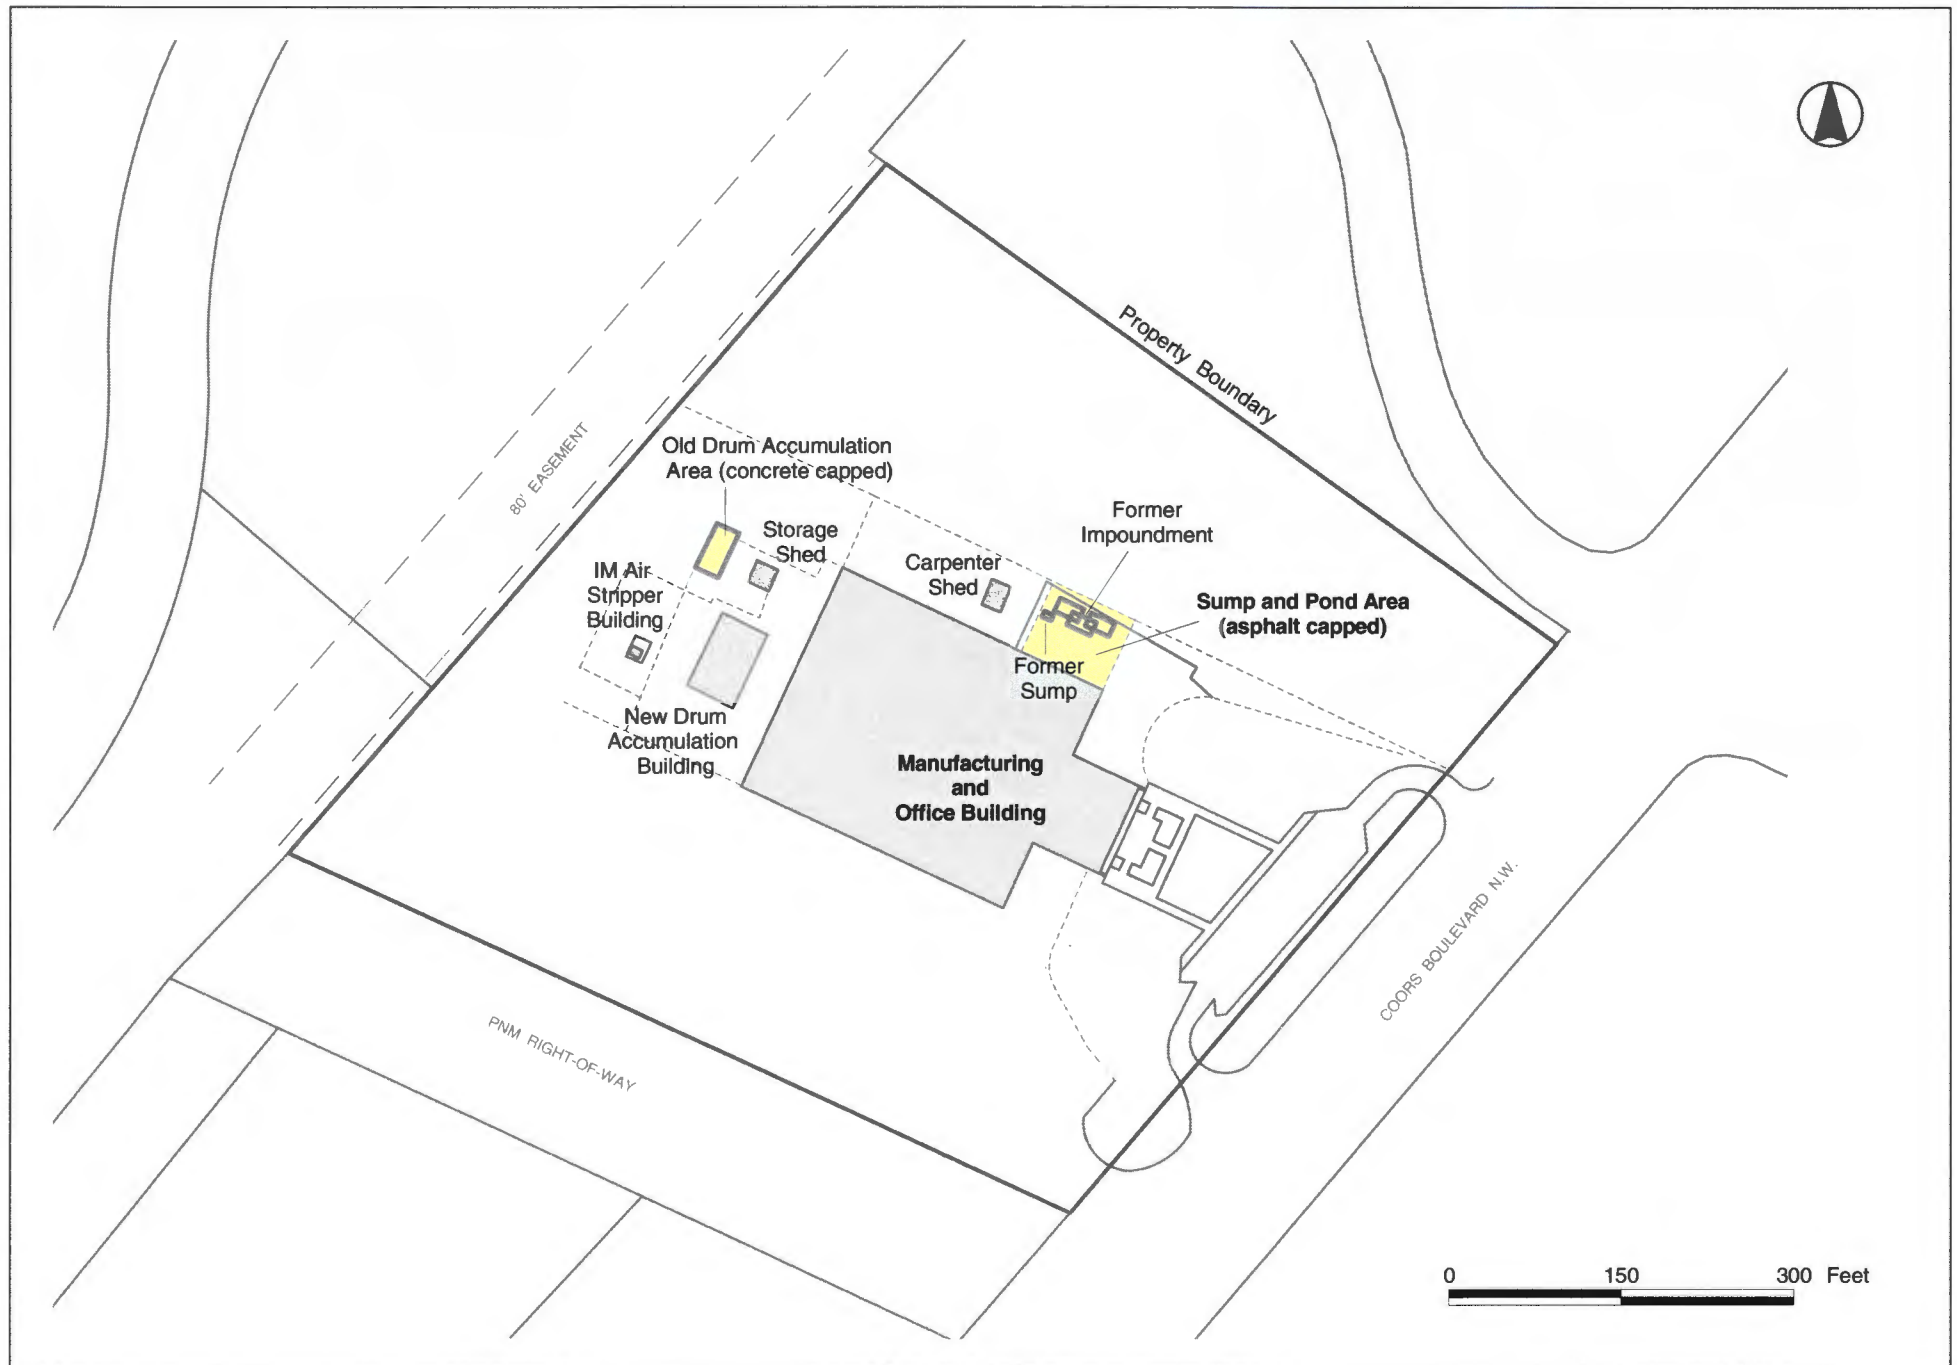 Property Boundary
80' EASEMENT
Old Drum Accumulation
Area (concrete capped)
Storage
Shed
IM Air
Stripper
Building
Former
Impoundment
Carpenter
Shed
Sump and Pond Area
(asphalt capped)
Former
Sump
New Drum
Accumulation
Building
Manufacturing
and
Office Building
COORS BOULEVARD N.W.
PNM RIGHT-OF-WAY
0 150 300 Feet